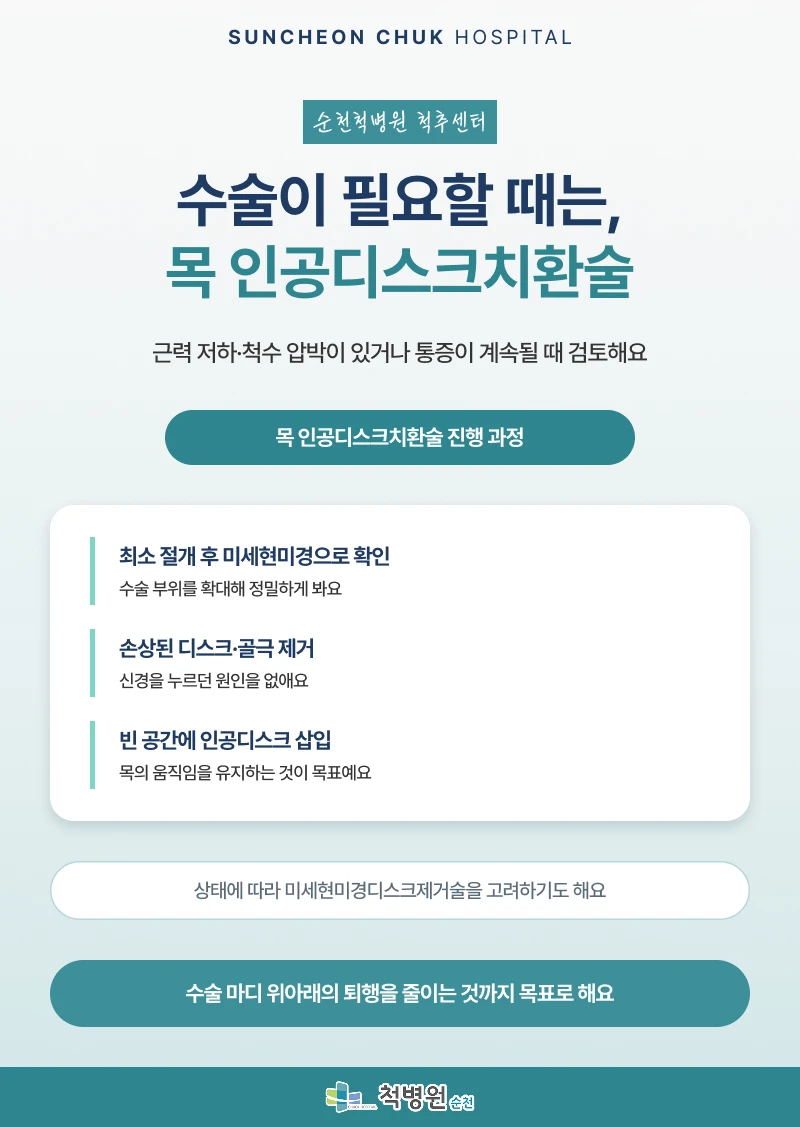 SUNCHEON CHUK HOSPITAL
순천척병원 척추센터
수술이 필요할 때는,
목 인공디스크치환술
근력 저하·척수 압박이 있거나 통증이 계속될 때 검토해요
목 인공디스크치환술 진행 과정
최소 절개 후 미세현미경으로 확인
수술 부위를 확대해 정밀하게 봐요
손상된 디스크·골극 제거
신경을 누르던 원인을 없애요
빈 공간에 인공디스크 삽입
목의 움직임을 유지하는 것이 목표예요
상태에 따라 미세현미경디스크제거술을 고려하기도 해요
수술 마디 위아래의 퇴행을 줄이는 것까지 목표로 해요
척병원 순천